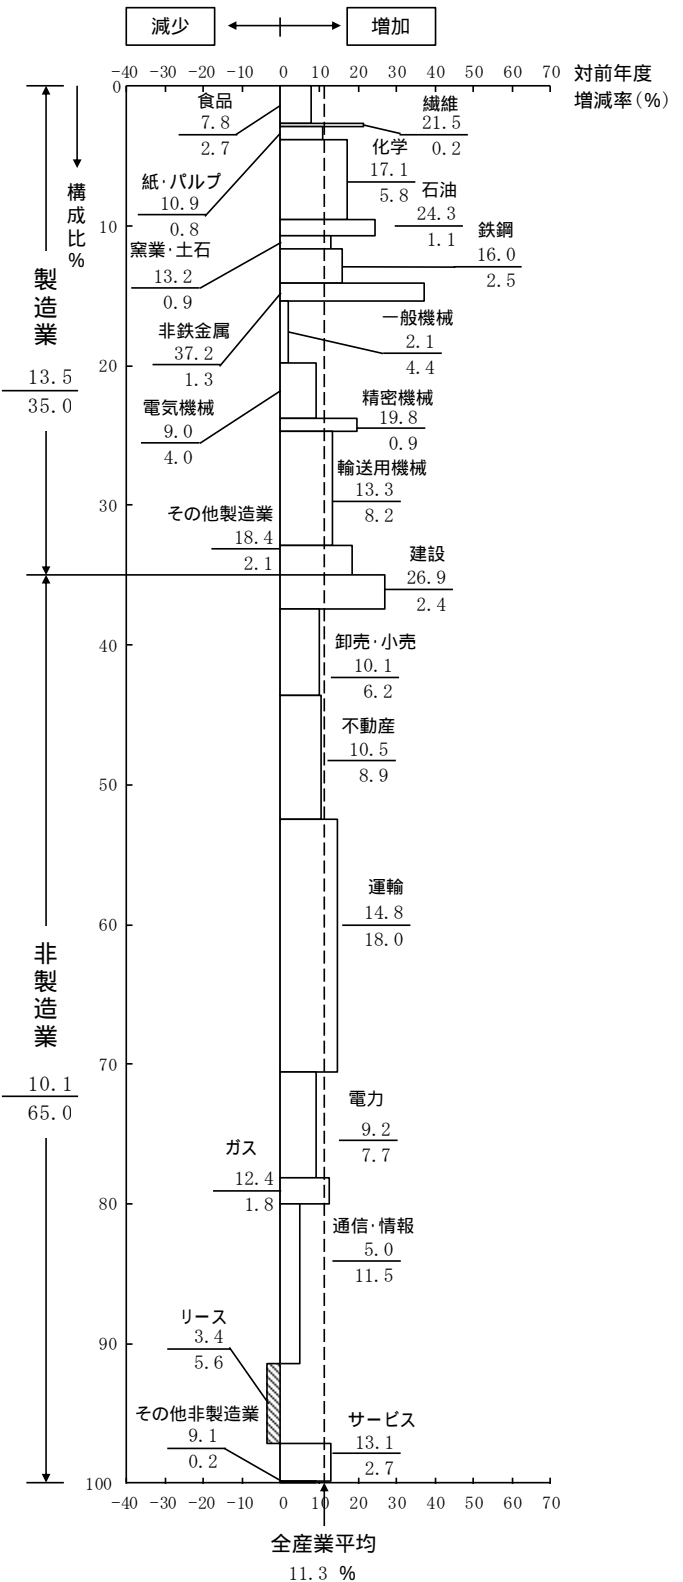 減少 増加
-40 -30 -20 -10 0 10 20 30 40 50 60 70 対前年度
増減率(%)
0
食品
7.8
2.7
繊維
21.5
0.2
化学
17.1
5.8
構成比%
紙・パルプ
10.9
0.8
石油
24.3
1.1
10
鉄鋼
16.0
2.5
窯業・土石
13.2
0.9
製造業
13.5
35.0
非鉄金属
37.2
1.3
一般機械
2.1
4.4
20
電気機械
9.0
4.0
精密機械
19.8
0.9
輸送用機械
13.3
8.2
30
その他製造業
18.4
2.1
建設
26.9
2.4
40
卸売・小売
10.1
6.2
不動産
10.5
8.9
50
運輸
14.8
18.0
60
非製造業
10.1
65.0
70
電力
9.2
7.7
ガス
12.4
1.8
80
通信・情報
5.0
11.5
リース
3.4
5.6
90
その他非製造業
9.1
0.2
サービス
13.1
2.7
100
-40 -30 -20 -10 0 10 20 30 40 50 60 70
全産業平均
11.3 %